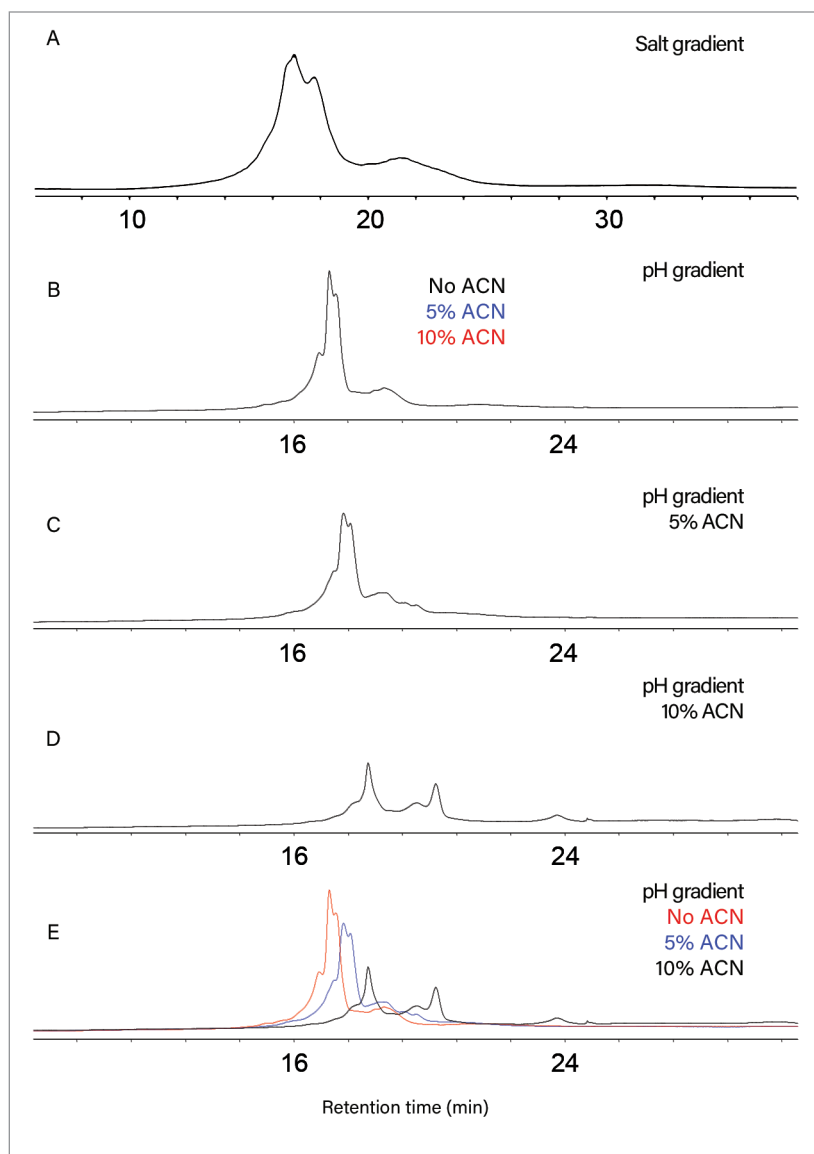 A
Salt gradient
10 20 30
B
pH gradient
No ACN
5% ACN
10% ACN
16 24
C
pH gradient
5% ACN
16 24
D
pH gradient
10% ACN
16 24
E
pH gradient
No ACN
5% ACN
10% ACN
16 24
Retention time (min)